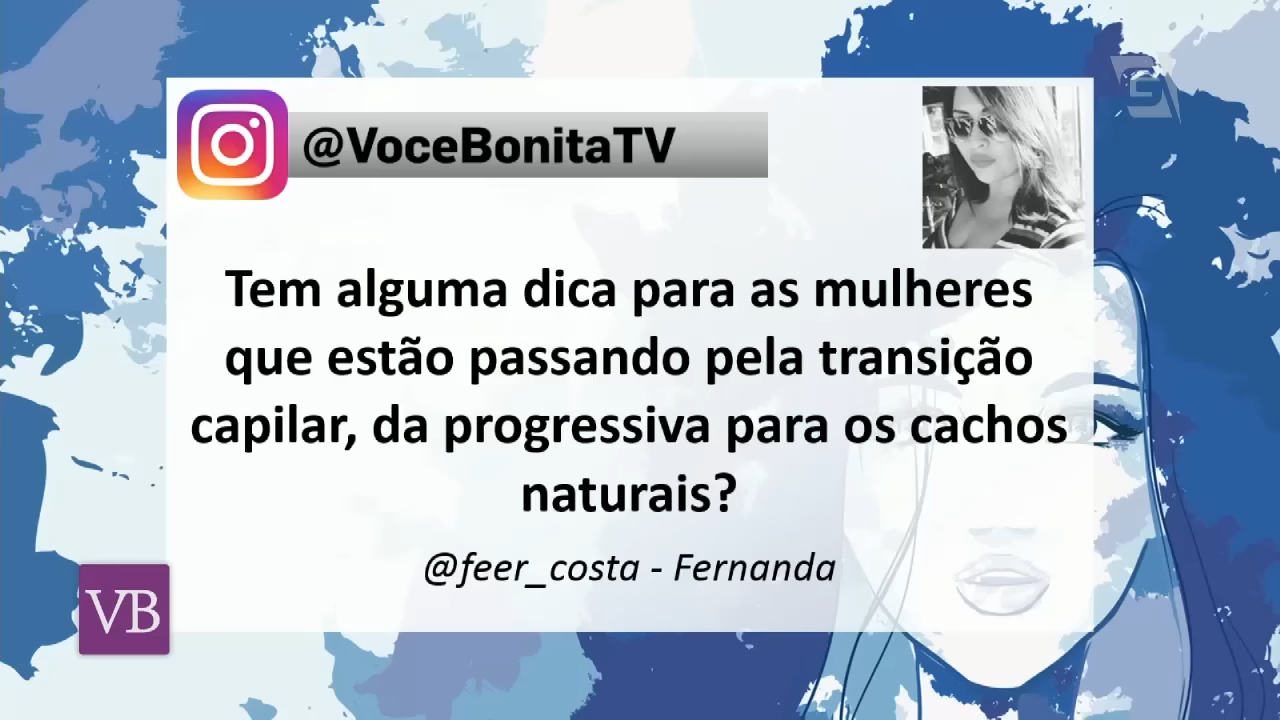 @VoceBonitaTV
Tem alguma dica para as mulheres
que estão passando pela transição
capilar, da progressiva para os cachos
naturais?
@feer_costa - Fernanda
VB